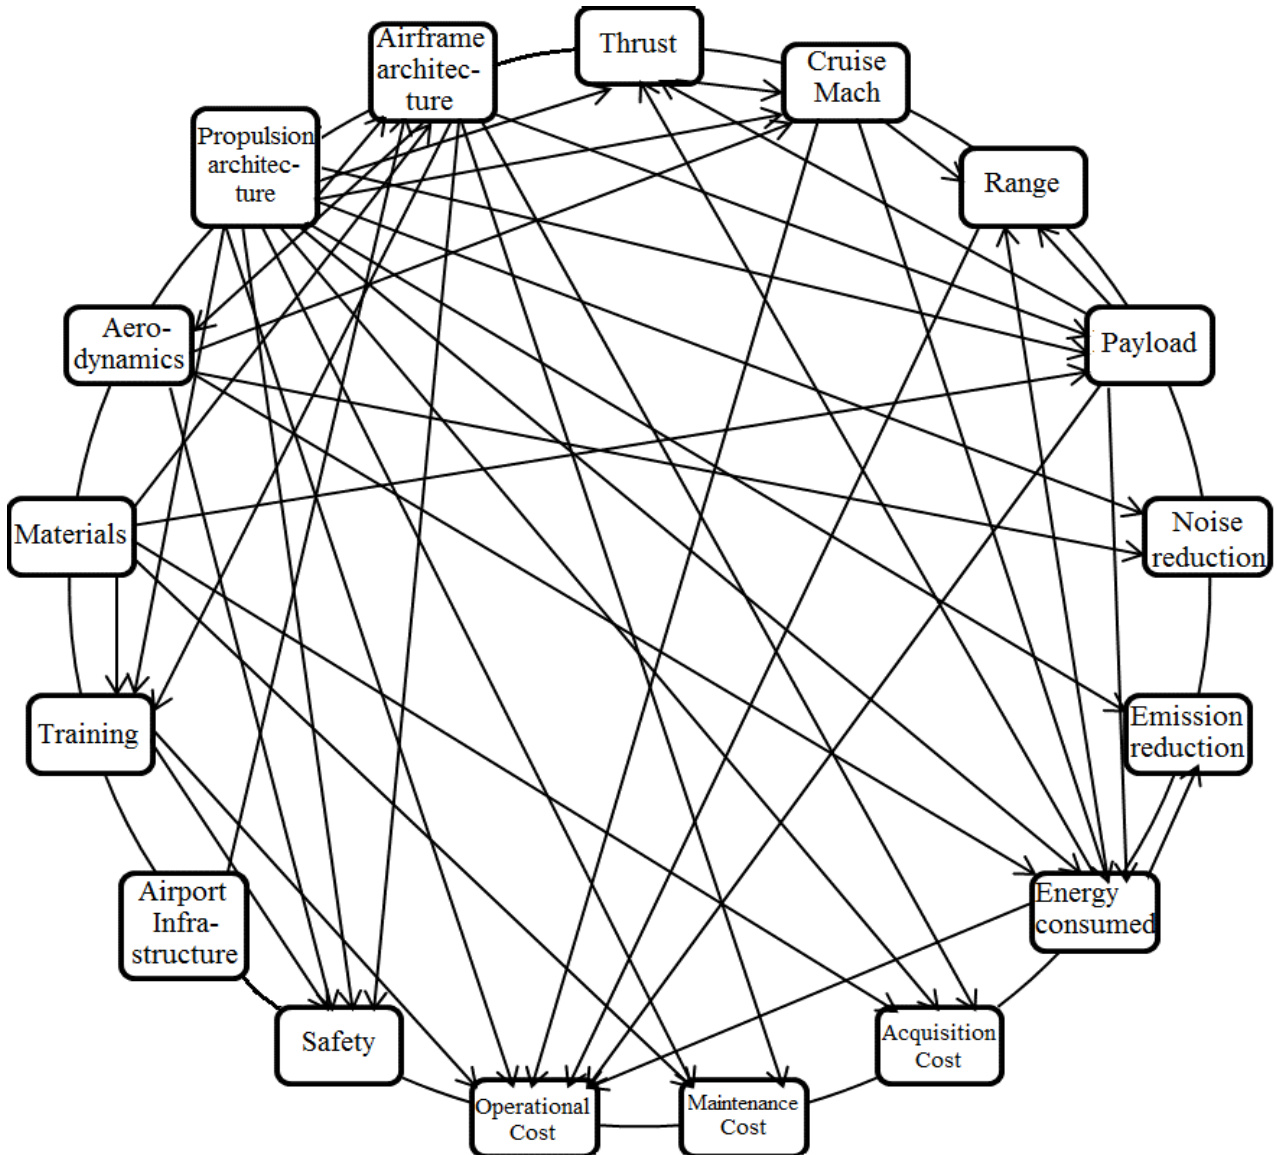 Thrust
Airframe
architec-
ture
Cruise
Mach
Propulsion
architec-
ture
Range
Aero-
dynamics
Payload
Materials
Noise
reduction
Training
Emission
reduction
Airport
Infra-
structure
Energy
consumed
Safety
Acquisition
Cost
Operational
Cost
Maintenance
Cost